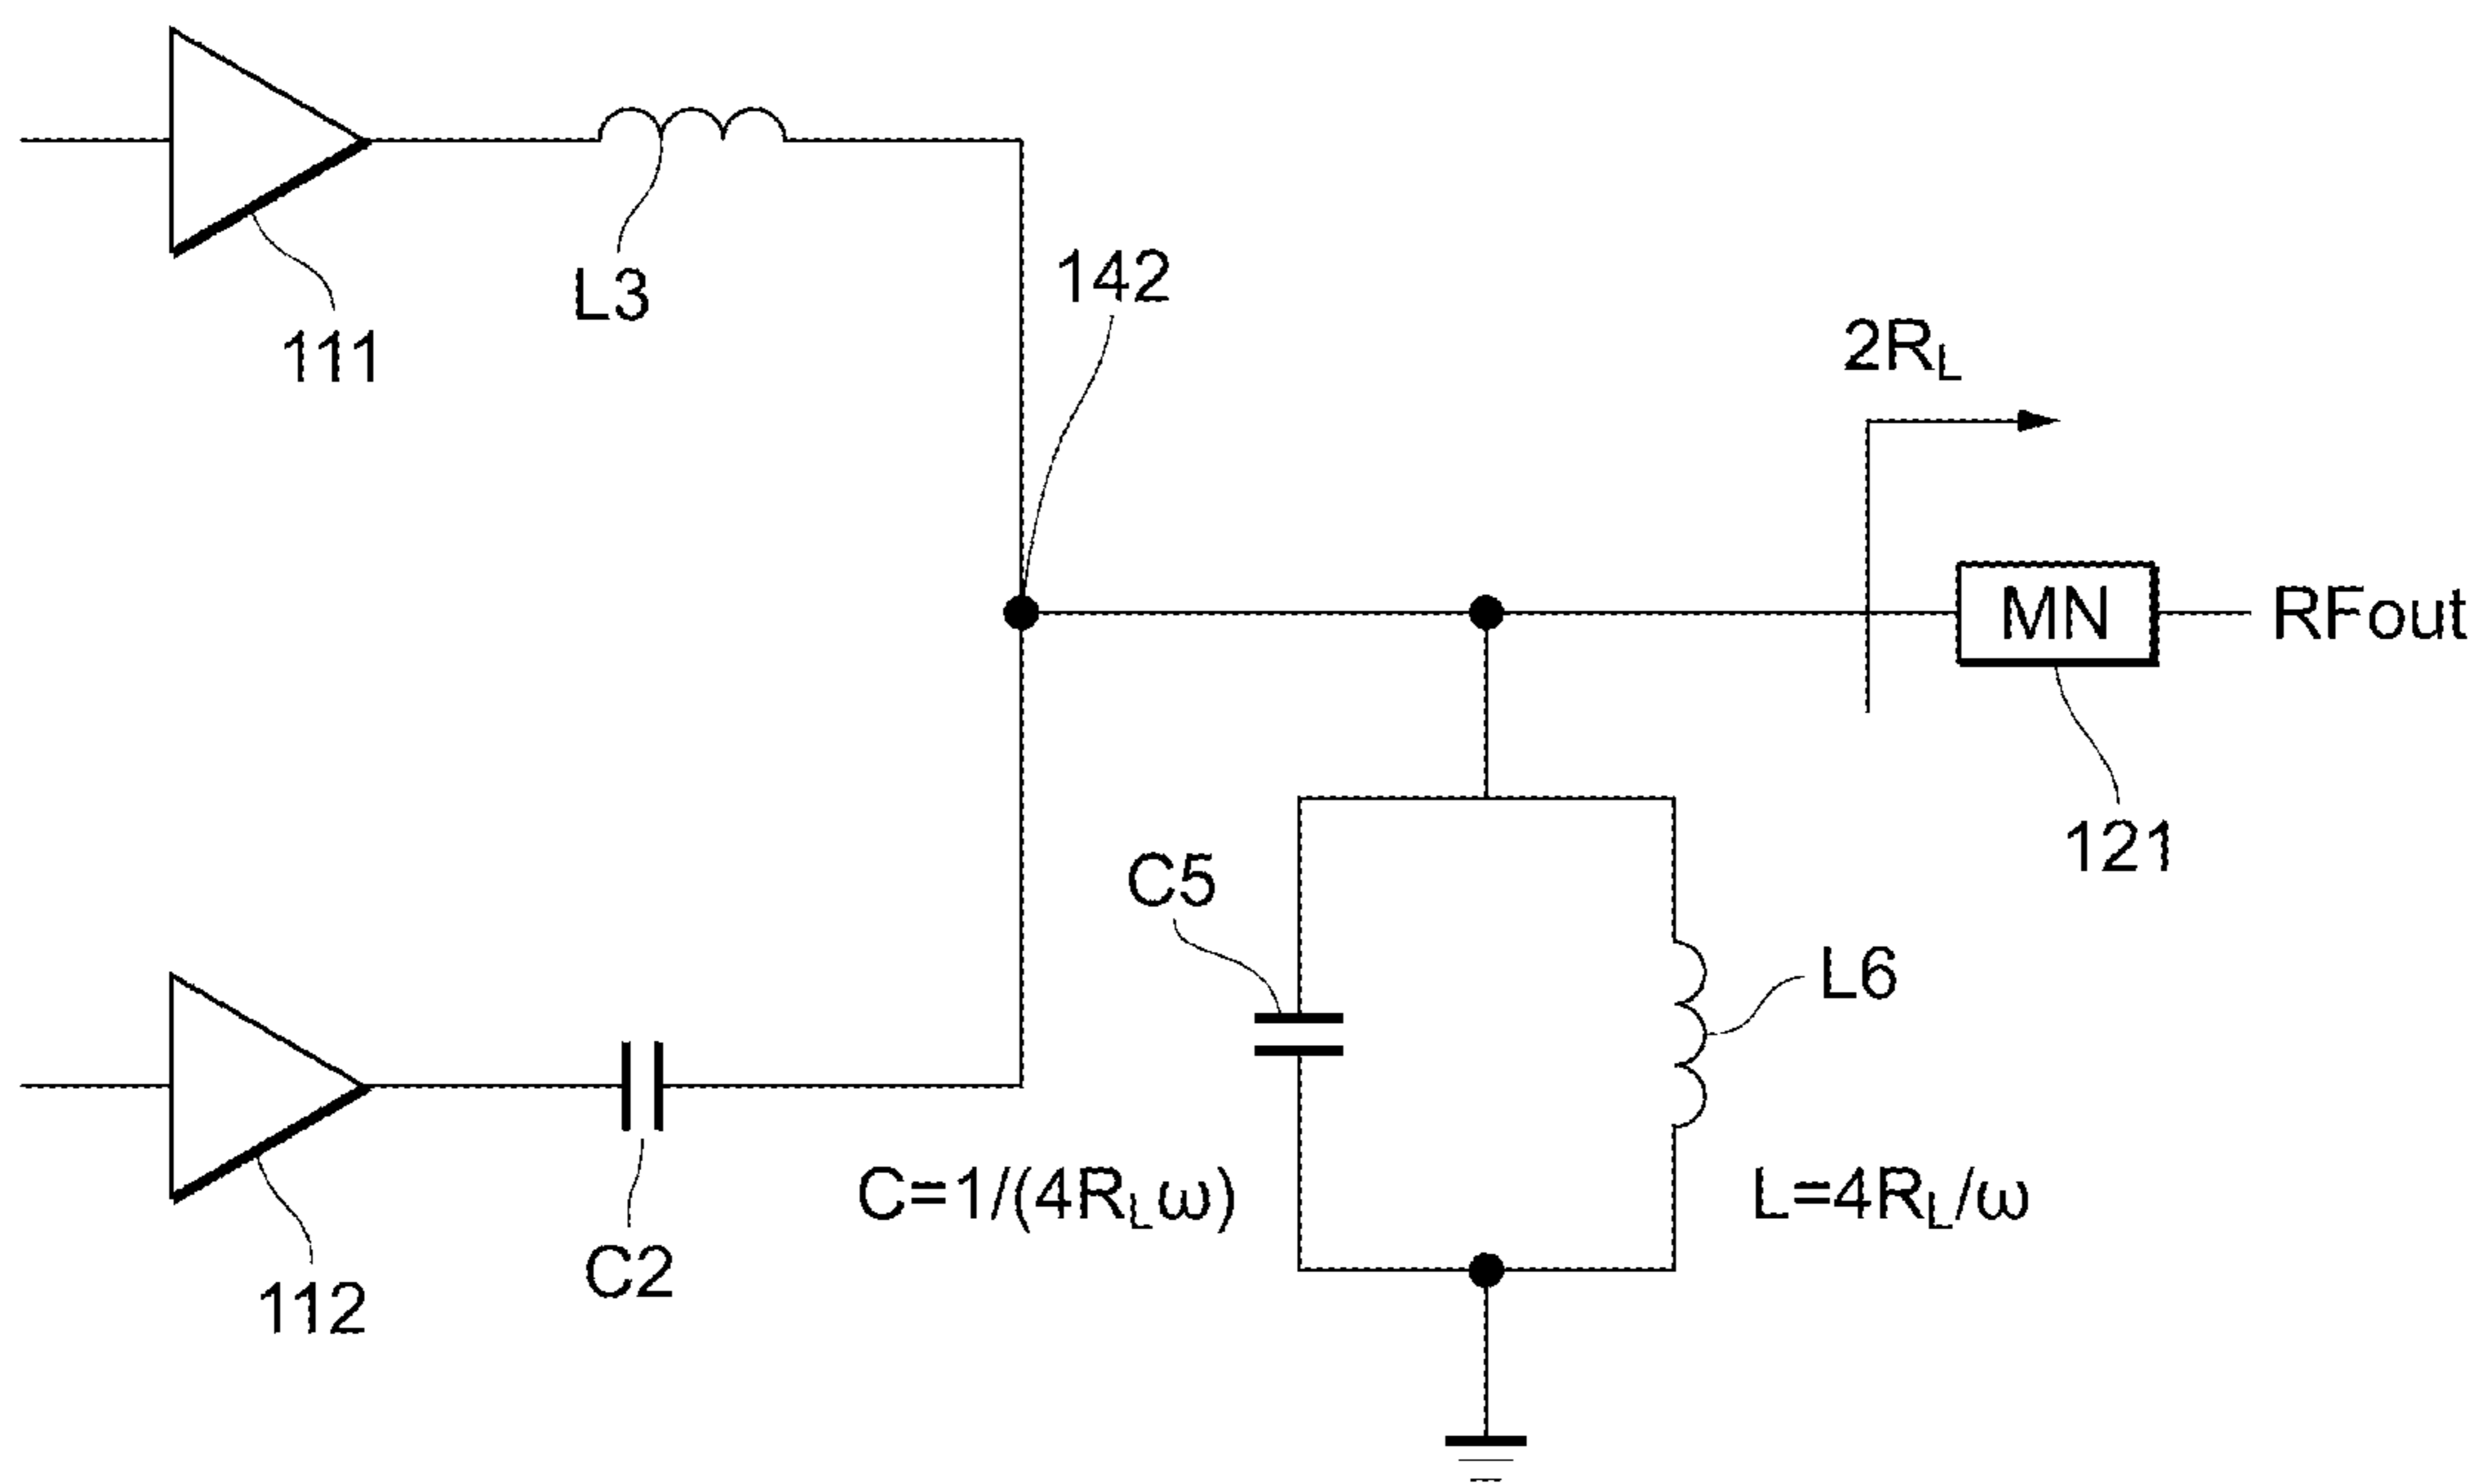 L3
111
142
2RL
MN
RFout
121
C5
L6
C=1/(4RLω)
L=4RL/ω
C2
112